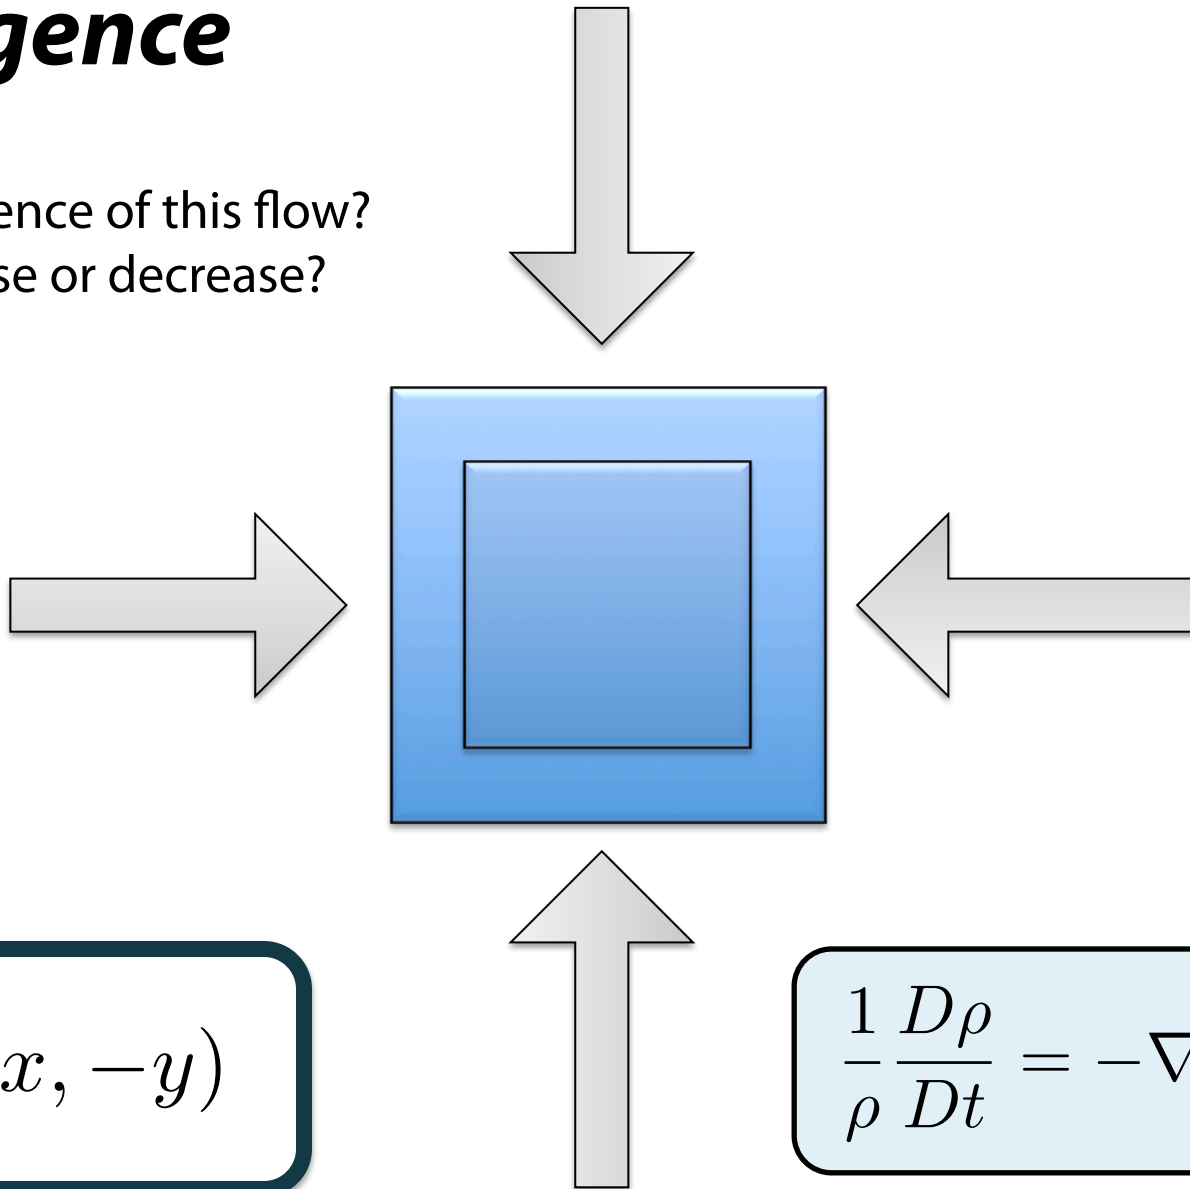 gence
ence of this flow?
se or decrease?
x, −y)
1/ρ Dρ/Dt = −∇